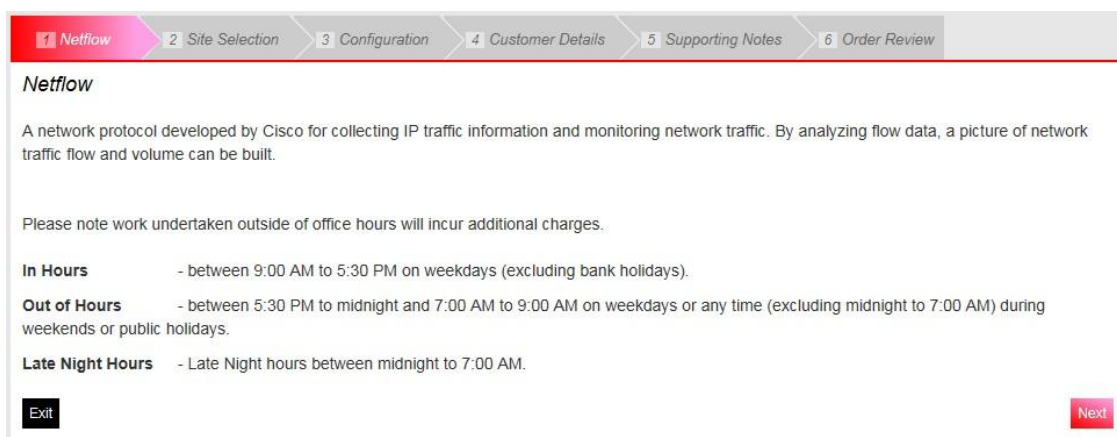 1 Netflow 2 Site Selection 3 Configuration 4 Customer Details 5 Supporting Notes 6 Order Review
Netflow
A network protocol developed by Cisco for collecting IP traffic information and monitoring network traffic. By analyzing flow data, a picture of network
traffic flow and volume can be built.
Please note work undertaken outside of office hours will incur additional charges.
In Hours - between 9:00 AM to 5:30 PM on weekdays (excluding bank holidays).
Out of Hours - between 5:30 PM to midnight and 7:00 AM to 9:00 AM on weekdays or any time (excluding midnight to 7:00 AM) during
weekends or public holidays.
Late Night Hours - Late Night hours between midnight to 7:00 AM.
Exit Next